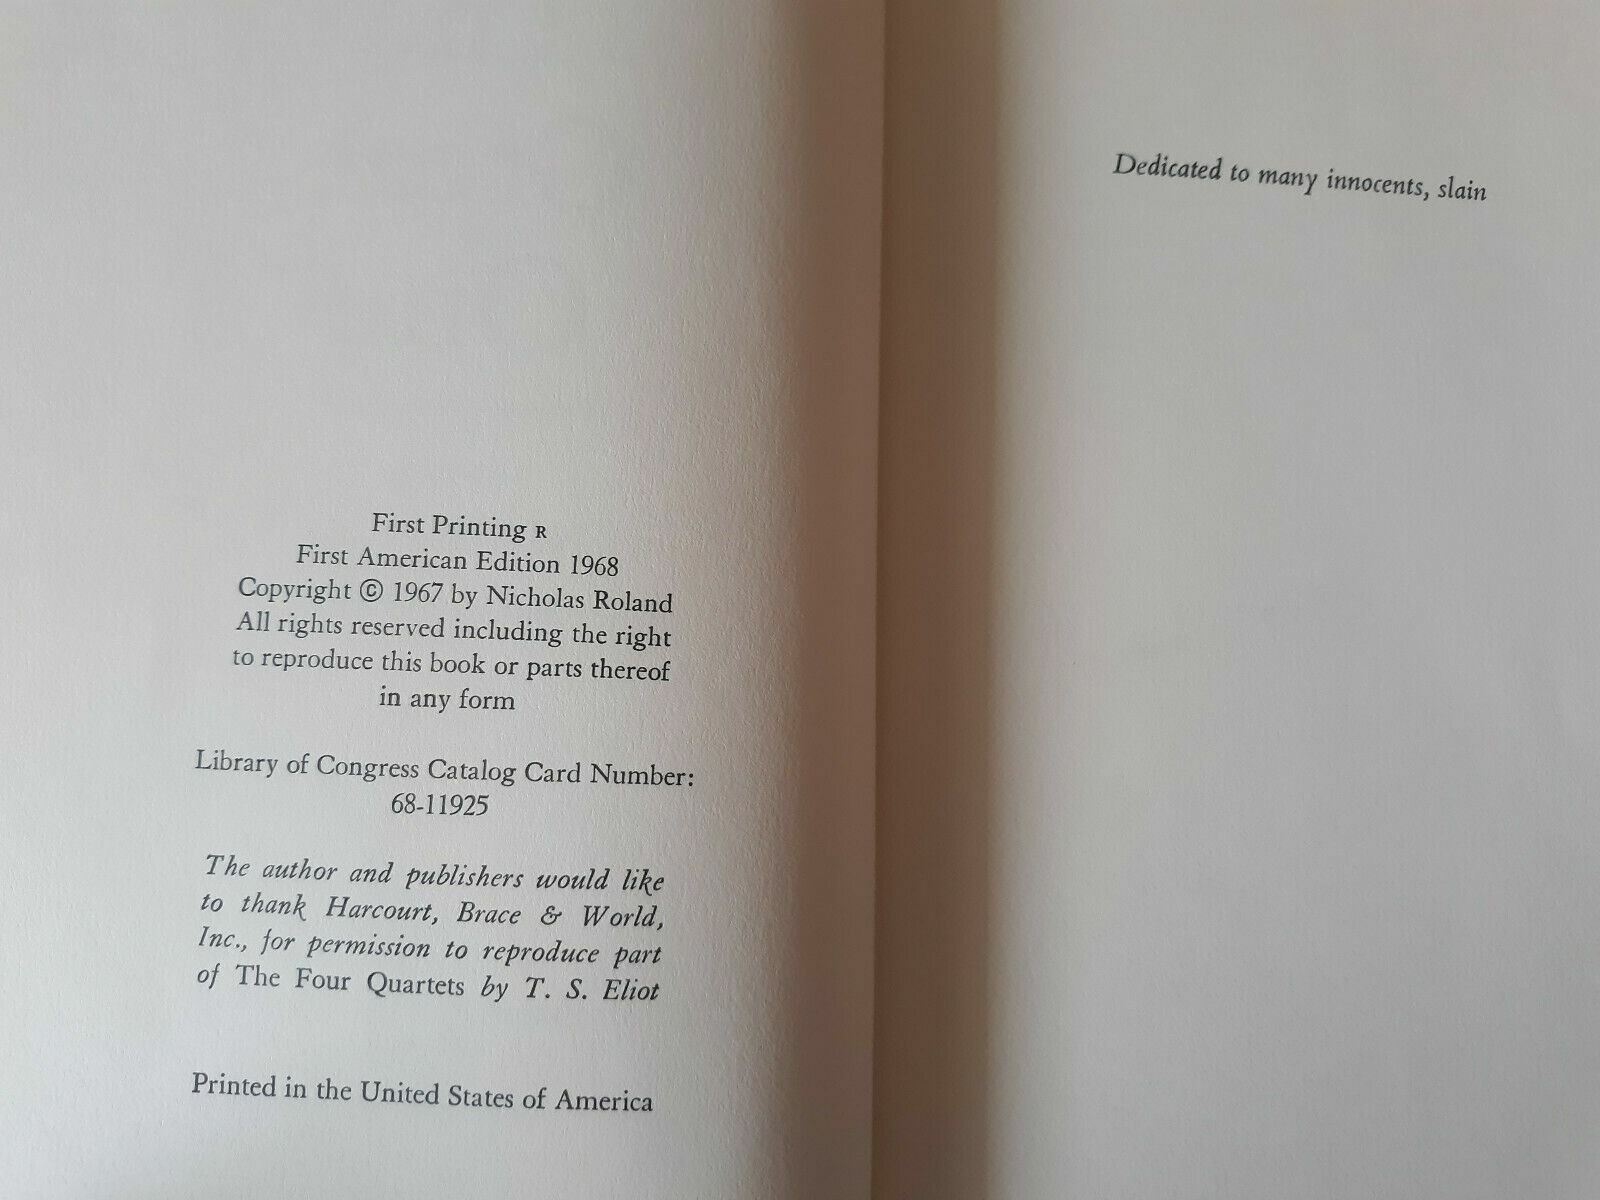 First Printing R
First American Edition 1968
Copyright © 1967 by Nicholas Roland
All rights reserved including the right
to reproduce this book or parts thereof
in any form
Library of Congress Catalog Card Number:
68-11925
The author and publishers would like
to thank Harcourt, Brace & World,
Inc., for permission to reproduce part
of The Four Quartets by T. S. Eliot
Printed in the United States of America
Dedicated to many innocents, slain